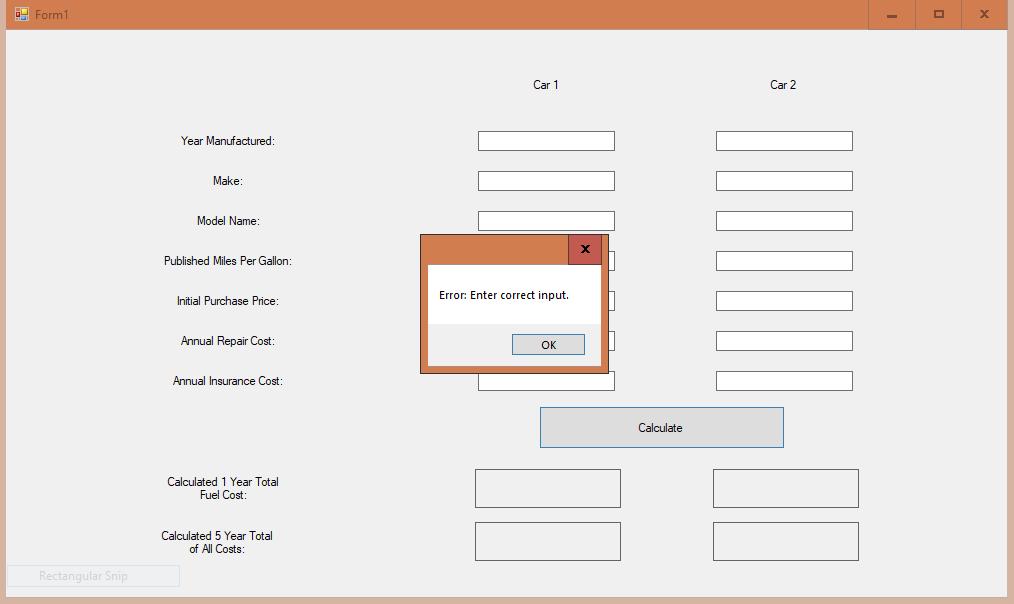 Form1
Car 1
Car 2
Year Manufactured:
Make:
Model Name:
Published Miles Per Gallon:
Initial Purchase Price:
Annual Repair Cost:
Annual Insurance Cost:
X
Error: Enter correct input.
OK
Calculate
Calculated 1 Year Total
Fuel Cost:
Calculated 5 Year Total
of All Costs:
Rectangular Snip